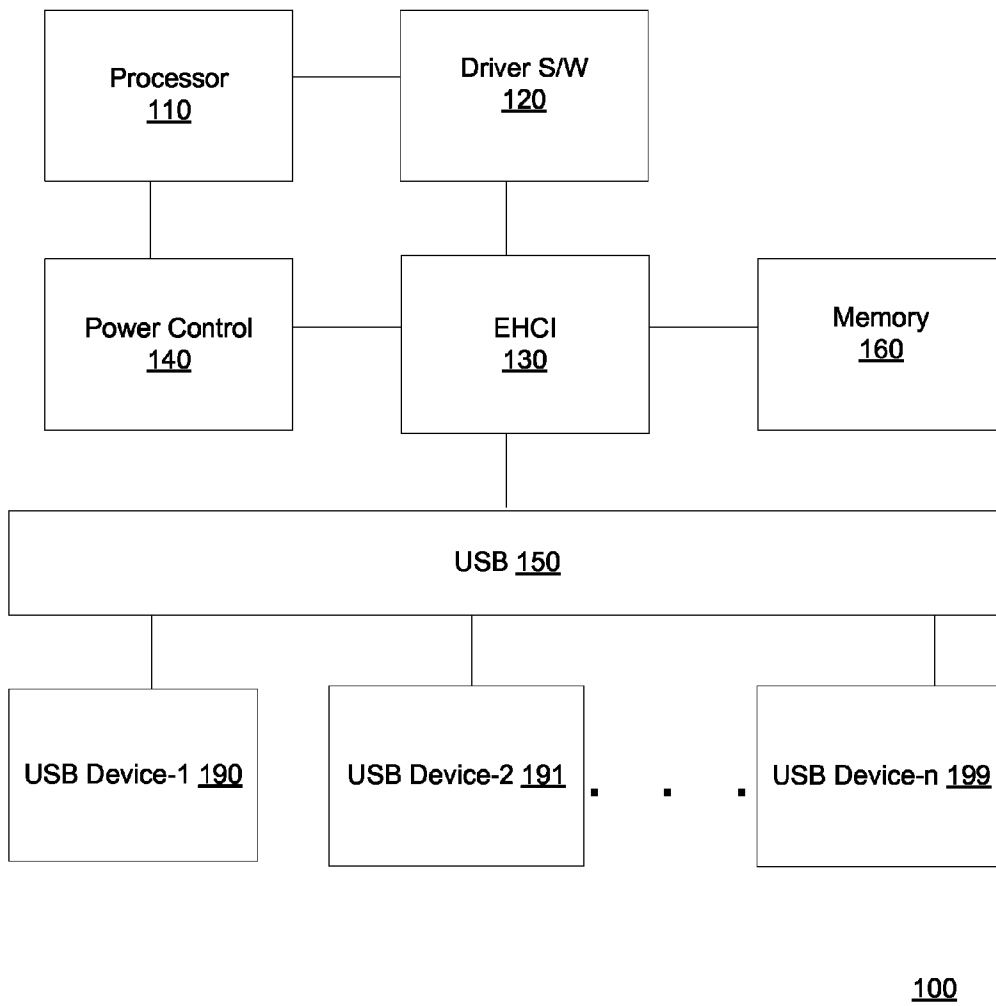 Processor
110
Driver S/W
120
Power Control
140
EHCI
130
Memory
160
USB 150
USB Device-1 190
USB Device-2 191
. . .
USB Device-n 199
100